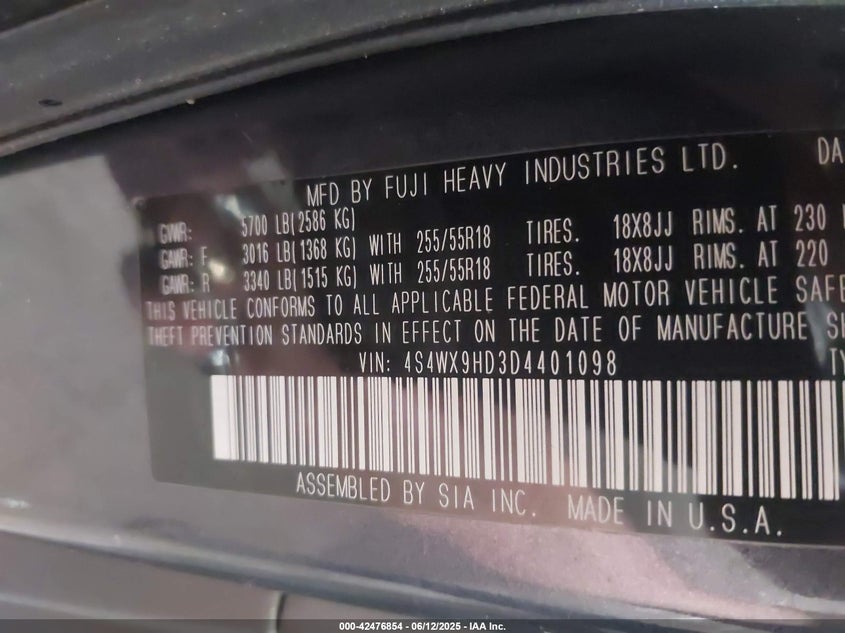 MFD BY FUJI HEAVY INDUSTRIES LTD. DA
GVWR: 5700 LB(2586 KG)
GAWR: F 3016 LB(1368 KG) WITH 255/55R18 TIRES. 18X8JJ RIMS. AT 230
GAWR: R 3340 LB(1515 KG) WITH 255/55R18 TIRES. 18X8JJ RIMS. AT 220
THIS VEHICLE CONFORMS TO ALL APPLICABLE FEDERAL MOTOR VEHICLE SAFE
THEFT PREVENTION STANDARDS IN EFFECT ON THE DATE OF MANUFACTURE SH
VIN: 4S4WX9HD3D4401098 TY
ASSEMBLED BY SIA INC. MADE IN U.S.A.
000-42476854 - 06/12/2025 - IAA Inc.